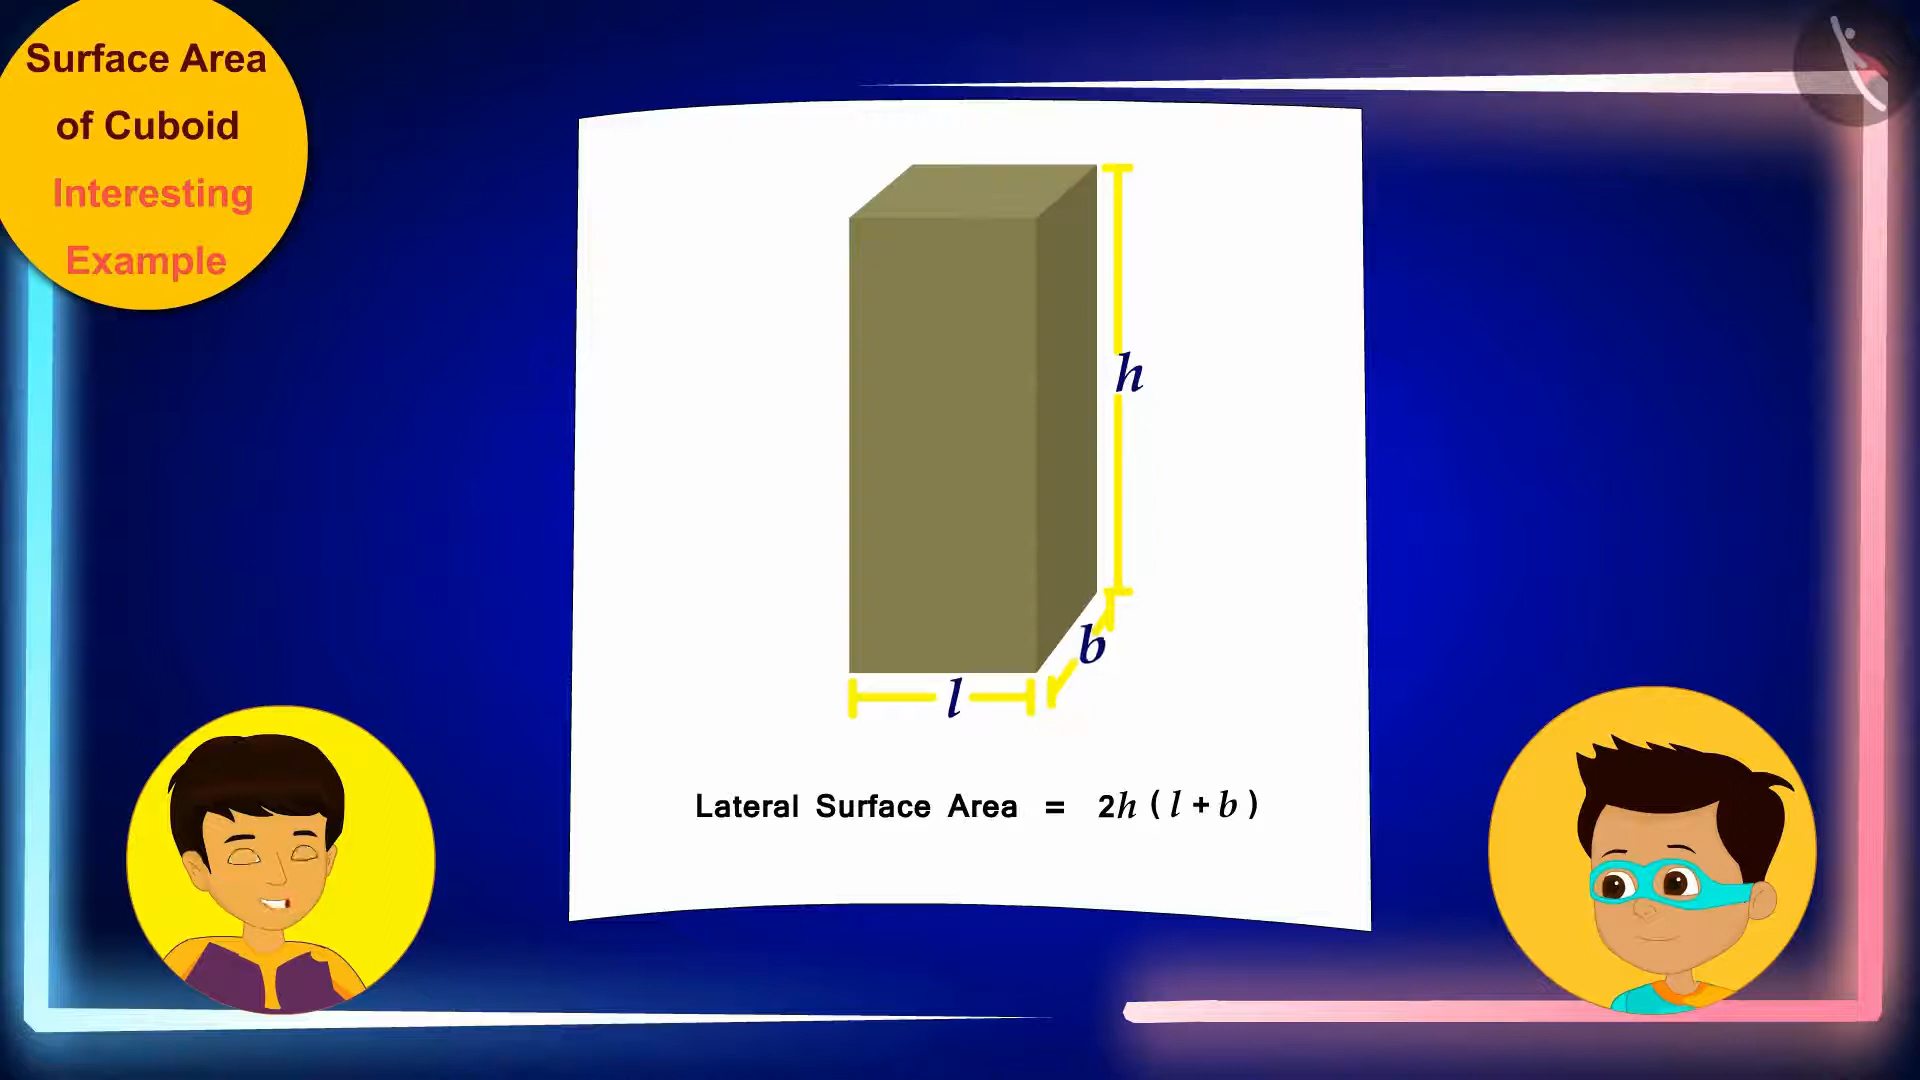 Surface Area
of Cuboid
Interesting
Example
h
b
l
Lateral Surface Area = 2h ( l + b )